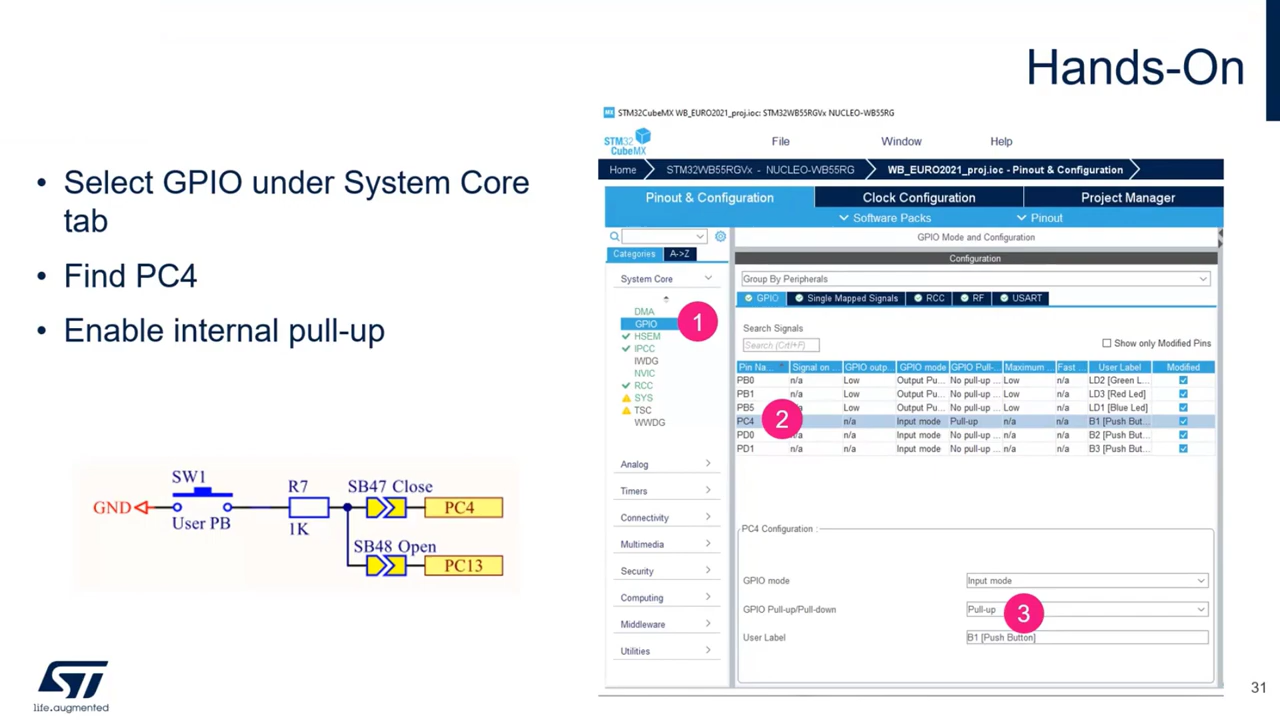 Hands-On
• Select GPIO under System Core
tab
• Find PC4
• Enable internal pull-up
SW1
GND
User PB
R7
1K
SB47 Close
PC4
SB48 Open
PC13
ST
life.augmented
MX STM32CubeMX WB_EURO2021_proj.ioc: STM32WB55RGVx NUCLEO-WB55RG
STM32
CubeMX
File Window Help
Home STM32WB55RGVx - NUCLEO-WB55RG WB_EURO2021_proj.ioc - Pinout & Configuration
Pinout & Configuration Clock Configuration Project Manager
Software Packs Pinout
Categories A->Z
System Core
DMA
GPIO
HSEM
IPCC
IWDG
NVIC
RCC
SYS
TSC
WWDG
Analog
Timers
Connectivity
Multimedia
Security
Computing
Middleware
Utilities
1
GPIO Mode and Configuration
Configuration
Group By Peripherals
GPIO Single Mapped Signals RCC RF USART
Search Signals
Search (Crtl+F) Show only Modified Pins
Pin Na... Signal on ... GPIO outp... GPIO mode GPIO Pull-... Maximum ... Fast ... User Label Modified
PB0 n/a Low Output Pu... No pull-up ... Low n/a LD2 [Green L...
PB1 n/a Low Output Pu... No pull-up ... Low n/a LD3 [Red Led]
PB5 n/a Low Output Pu... No pull-up ... Low n/a LD1 [Blue Led]
PC4 n/a n/a Input mode Pull-up n/a n/a B1 [Push But...
PD0 n/a n/a Input mode No pull-up ... n/a n/a B2 [Push But...
PD1 n/a n/a Input mode No pull-up ... n/a n/a B3 [Push But...
2
PC4 Configuration :
GPIO mode Input mode
GPIO Pull-up/Pull-down Pull-up
3
User Label B1 [Push Button]
31